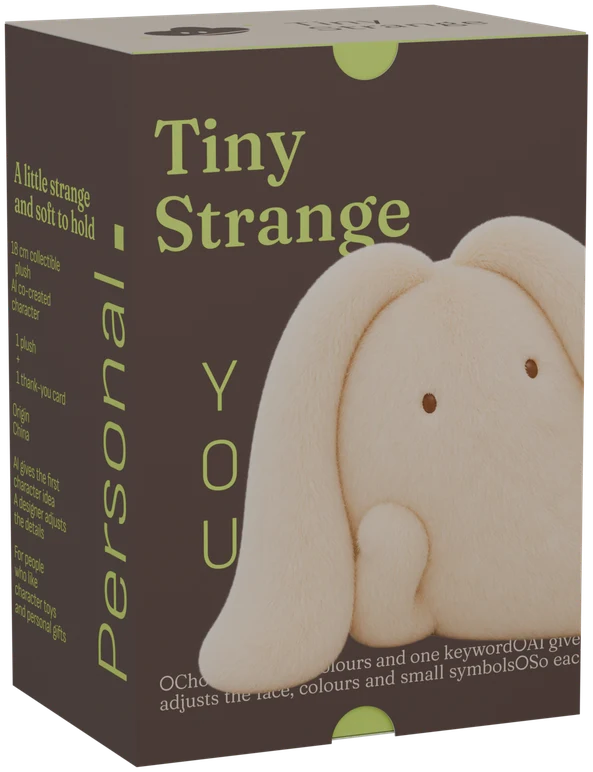 Tiny
Strange
Tiny
Strange
YOU
OCho olours and one keywordOAI give
adjusts the face, colours and small symbolsOSo eac
A little strange
and soft to hold
18 cm collectible
plush
AI co-created
character
1 plush
+
1 thank-you card
Origin
China
AI gives the first
character idea
A designer adjusts
the details
For people
who like
character toys
and personal gifts
Personal.